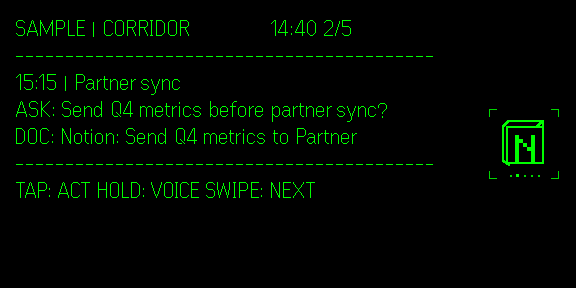 SAMPLE | CORRIDOR 14:40 2/5
------------------------------------------
15:15 | Partner sync
ASK: Send Q4 metrics before partner sync?
DOC: Notion: Send Q4 metrics to Partner
------------------------------------------
TAP: ACT HOLD: VOICE SWIPE: NEXT
N